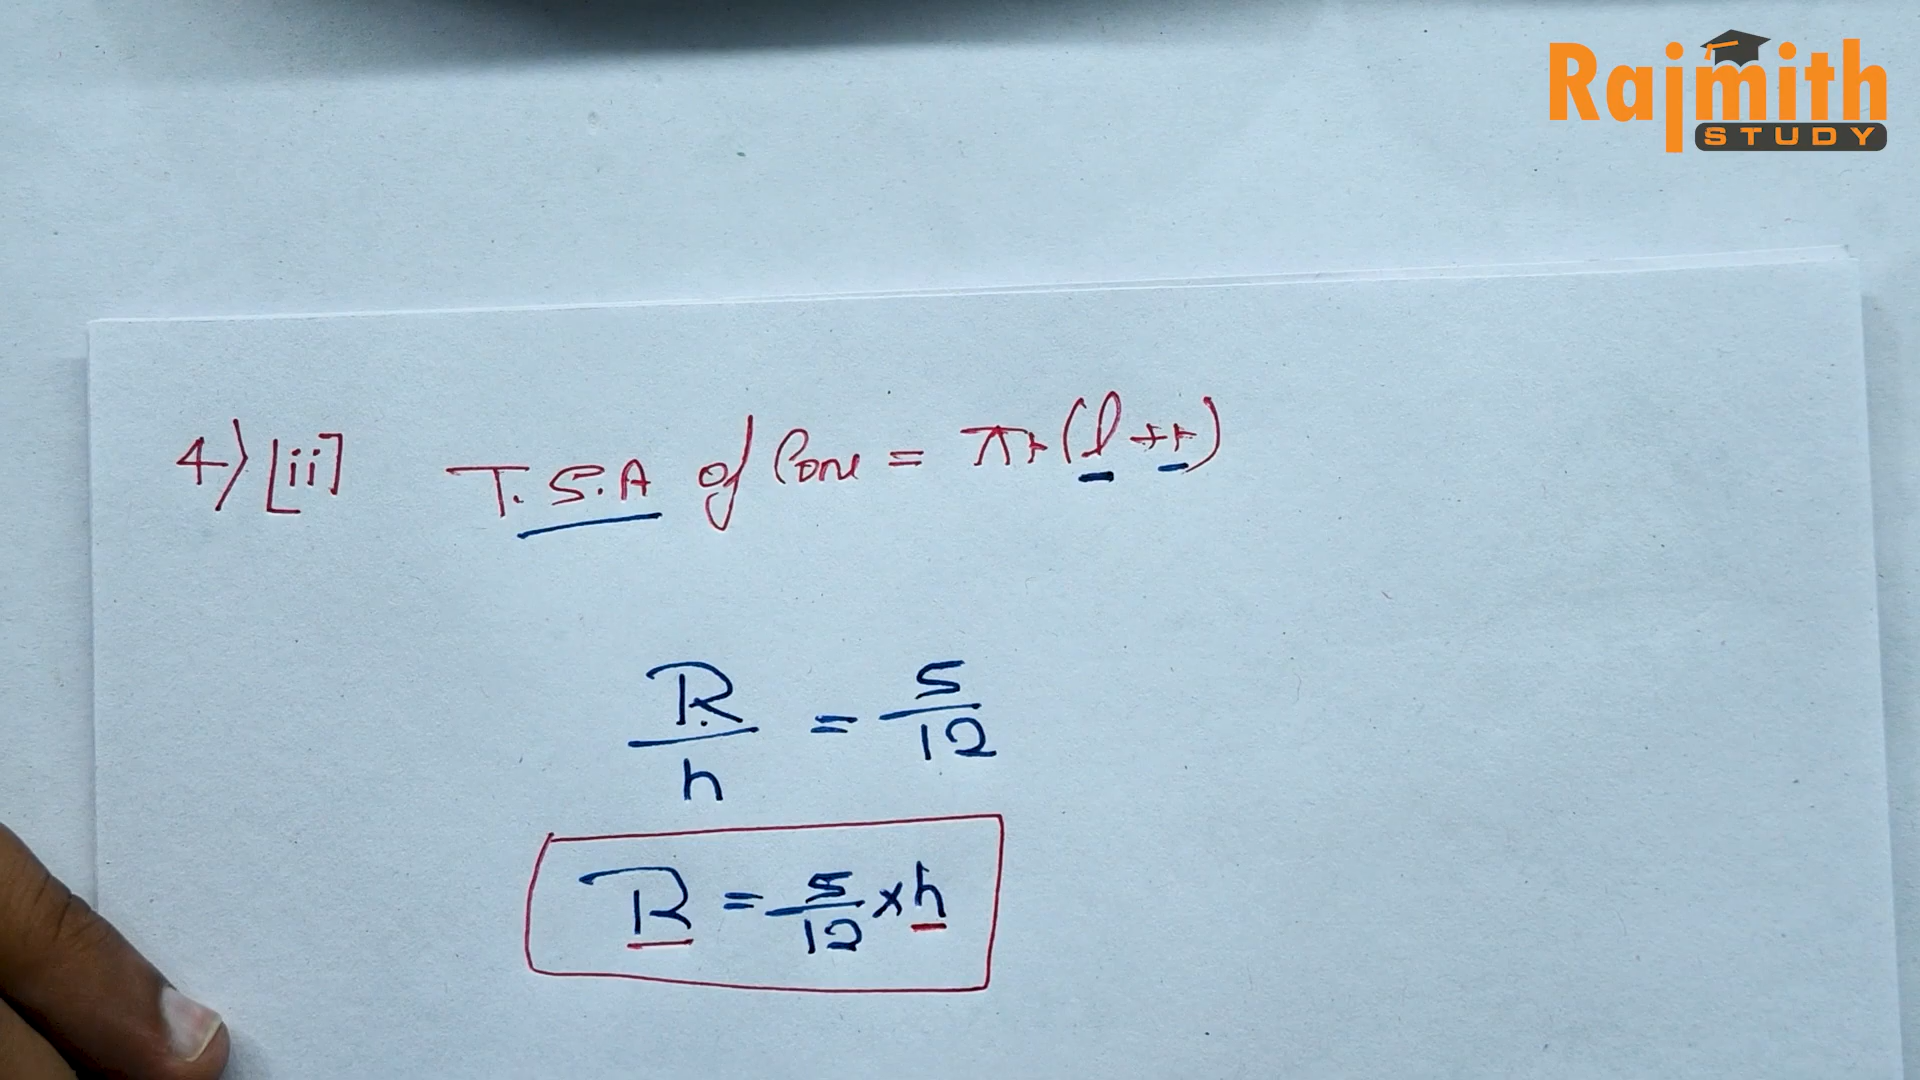 Rajmith
STUDY
4) [ii] T.S.A of Cone = πr(l+r)
R/h = 5/12
R = 5/12 × h